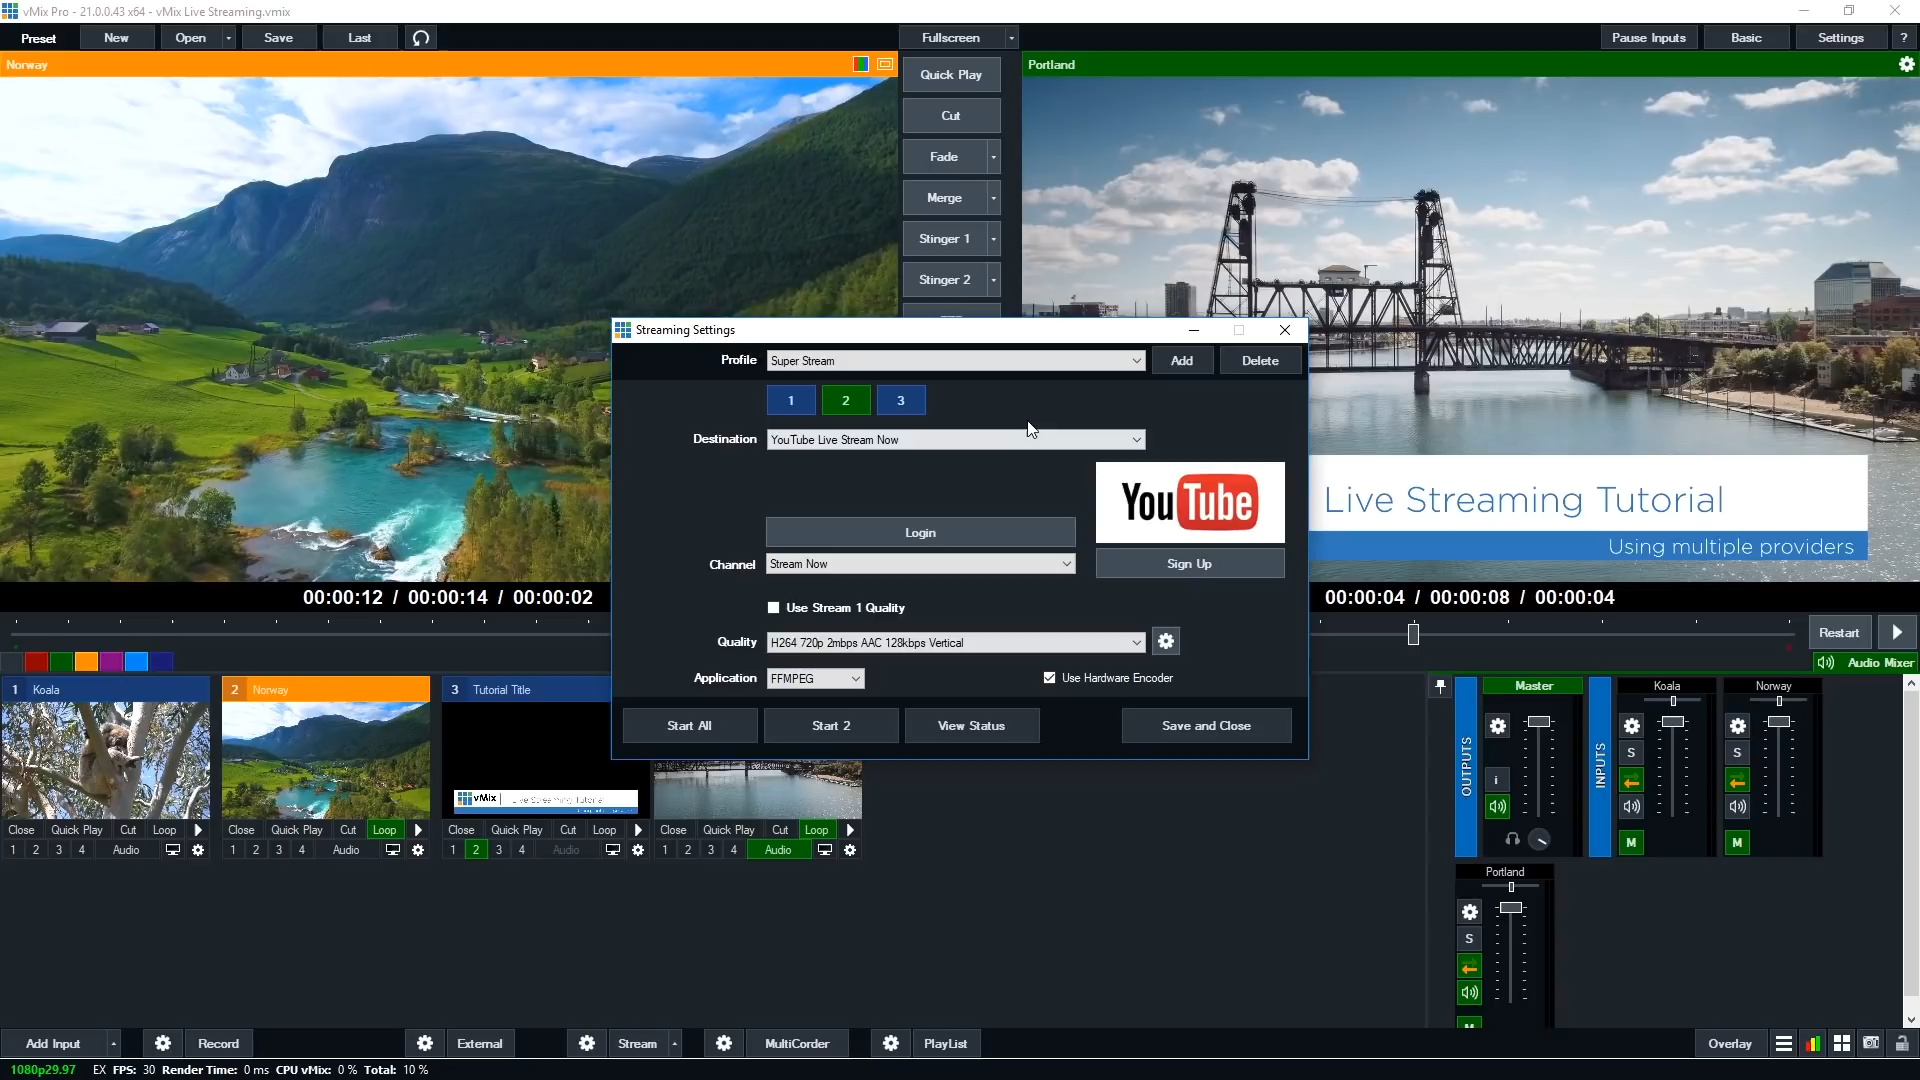 vMix Pro - 21.0.0.43 x64 - vMix Live Streaming.vmix
Preset New Open Save Last Fullscreen Pause Inputs Basic Settings ?
Norway
Portland
Quick Play
Cut
Fade
Merge
Stinger 1
Stinger 2
Streaming Settings
Profile Super Stream Add Delete
1 2 3
Destination YouTube Live Stream Now
YouTube
Login
Channel Stream Now Sign Up
Use Stream 1 Quality
Quality H264 720p 2mbps AAC 128kbps Vertical
Application FFMPEG Use Hardware Encoder
Start All Start 2 View Status Save and Close
Live Streaming Tutorial
Using multiple providers
00:00:12 / 00:00:14 / 00:00:02
00:00:04 / 00:00:08 / 00:00:04
Restart
Audio Mixer
1 Koala
2 Norway
3 Tutorial Title
vMix Live Streaming Tutorial
Close Quick Play Cut Loop
1 2 3 4 Audio
Close Quick Play Cut Loop
1 2 3 4 Audio
Close Quick Play Cut Loop
1 2 3 4 Audio
Close Quick Play Cut Loop
1 2 3 4 Audio
OUTPUTS
Master
i
INPUTS
Koala
S
M
Norway
S
M
Portland
S
M
Add Input Record External Stream MultiCorder PlayList Overlay
1080p29.97 EX FPS: 30 Render Time: 0 ms CPU vMix: 0 % Total: 10 %